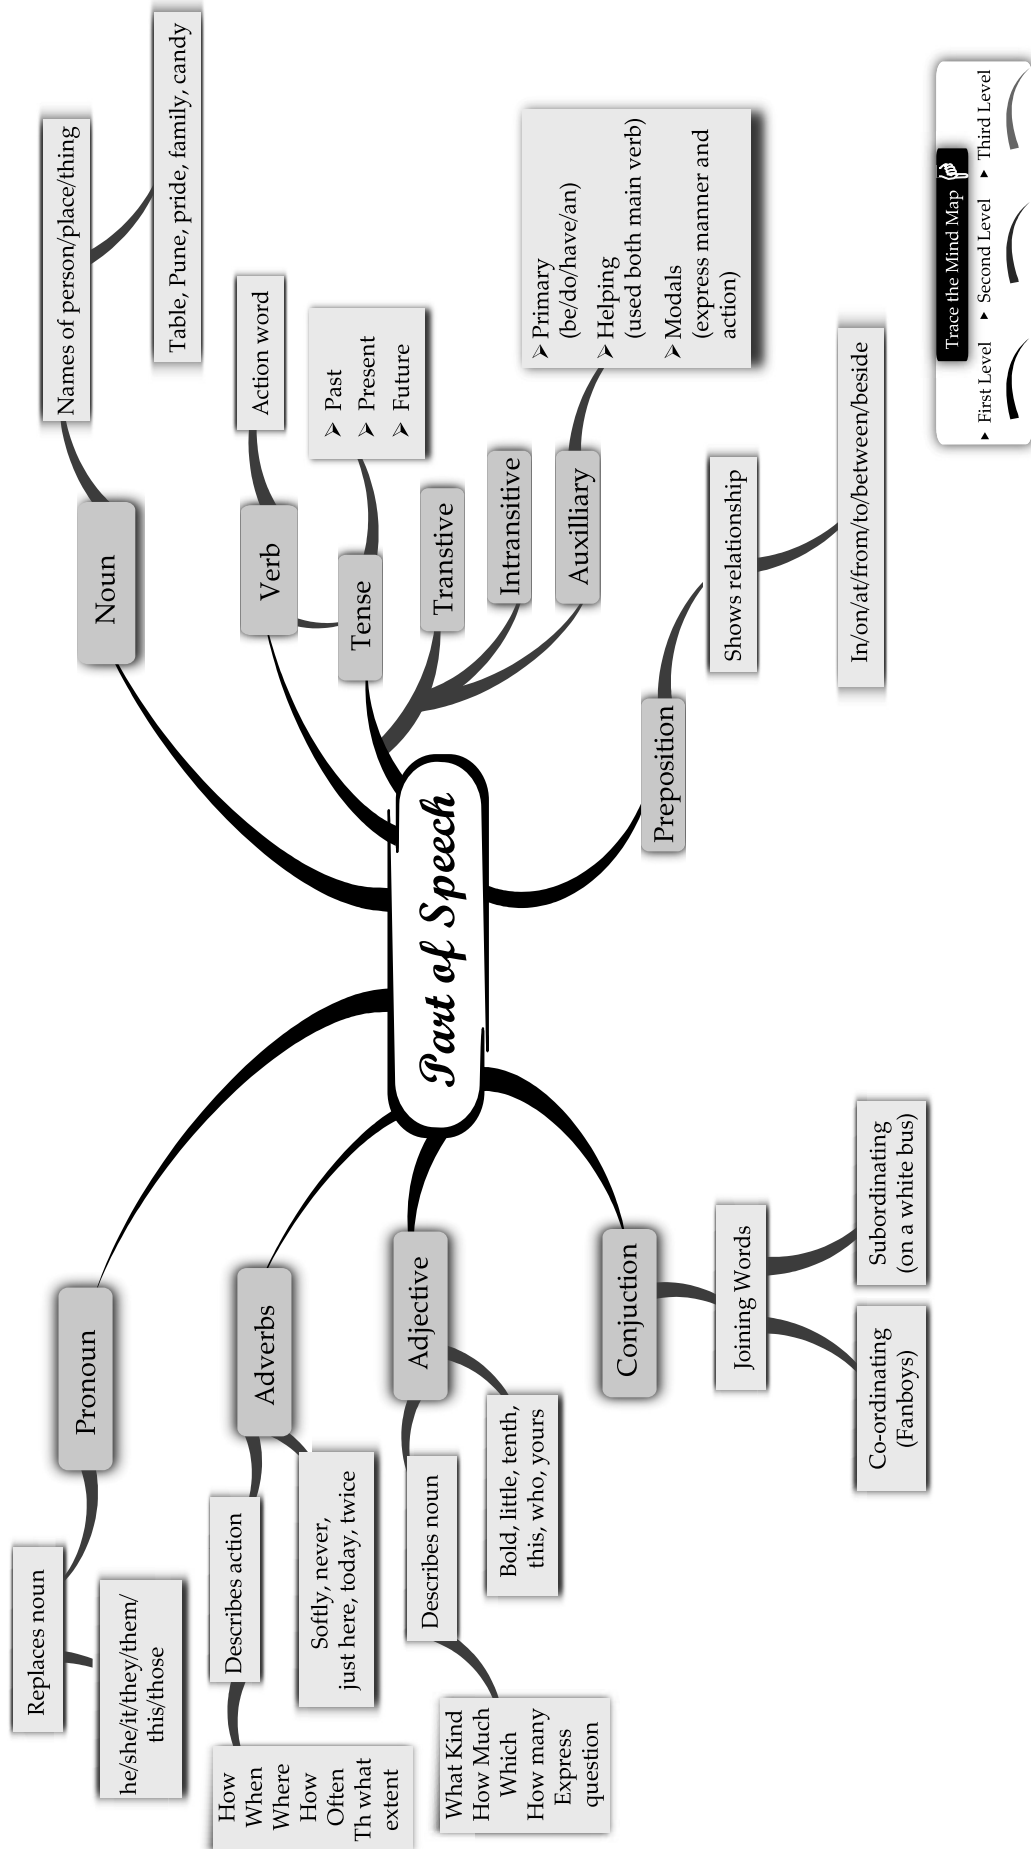 Part of Speech
Noun
Names of person/place/thing
Table, Pune, pride, family, candy
Verb
Action word
Tense
➢ Past
➢ Present
➢ Future
Transtive
Intransitive
Auxilliary
➢ Primary
(be/do/have/an)
➢ Helping
(used both main verb)
➢ Modals
(express manner and
action)
Preposition
Shows relationship
In/on/at/from/to/between/beside
Pronoun
Replaces noun
he/she/it/they/them/
this/those
Adverbs
Describes action
How
When
Where
How
Often
Th what
extent
Softly, never,
just here, today, twice
Adjective
Describes noun
What Kind
How Much
Which
How many
Express
question
Bold, little, tenth,
this, who, yours
Conjuction
Joining Words
Co-ordinating
(Fanboys)
Subordinating
(on a white bus)
Trace the Mind Map
▸ First Level ▸ Second Level ▸ Third Level